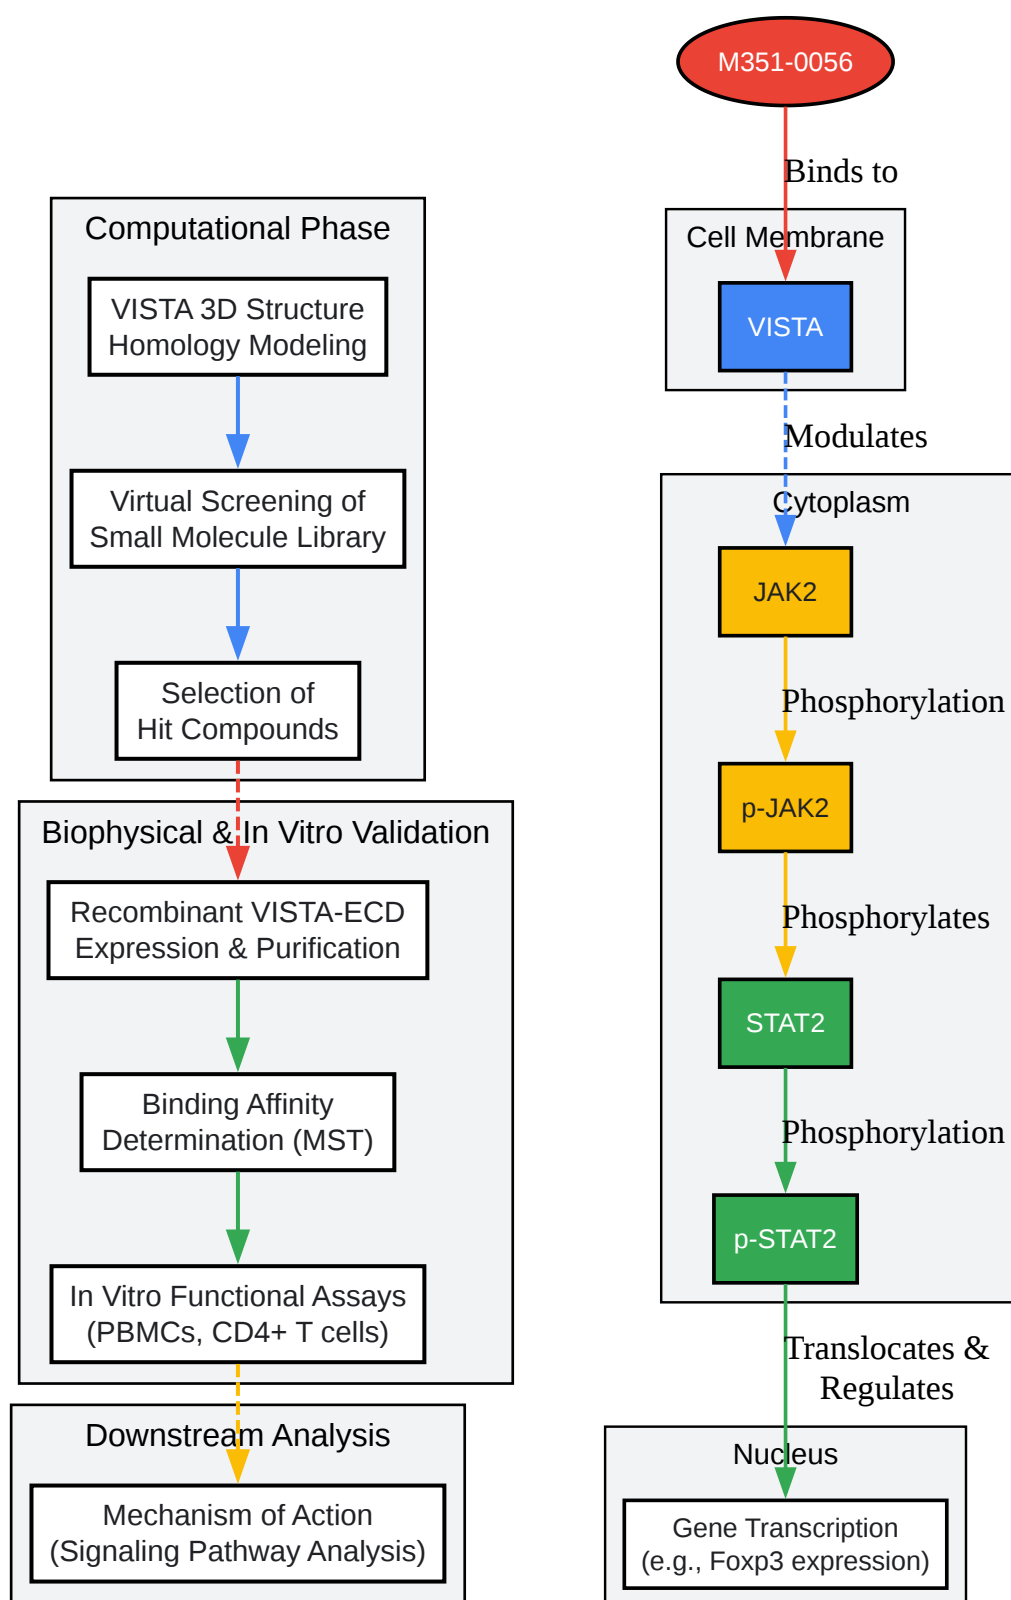 Computational Phase
VISTA 3D Structure
Homology Modeling
Virtual Screening of
Small Molecule Library
Selection of
Hit Compounds
Biophysical & In Vitro Validation
Recombinant VISTA-ECD
Expression & Purification
Binding Affinity
Determination (MST)
In Vitro Functional Assays
(PBMCs, CD4+ T cells)
Downstream Analysis
Mechanism of Action
(Signaling Pathway Analysis)
M351-0056
Binds to
Cell Membrane
VISTA
Modulates
Cytoplasm
JAK2
Phosphorylation
p-JAK2
Phosphorylates
STAT2
Phosphorylation
p-STAT2
Translocates &
Regulates
Nucleus
Gene Transcription
(e.g., Foxp3 expression)